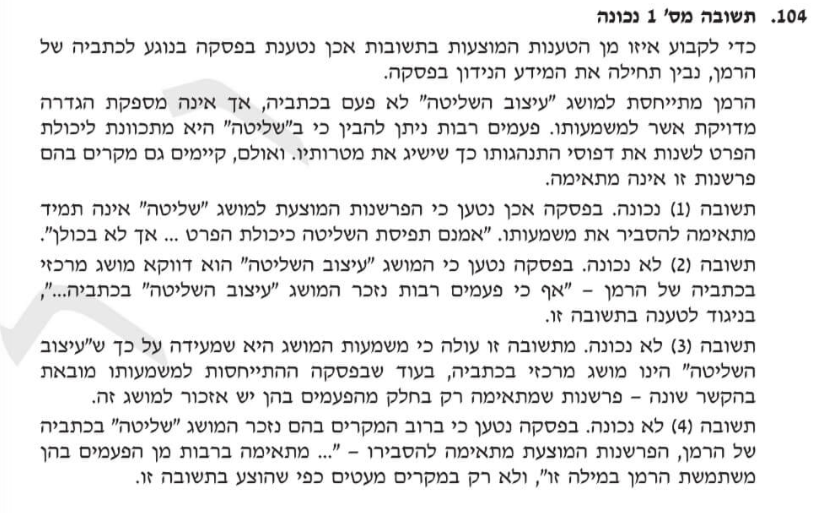 104. תשובה מס' 1 נכונה
כדי לקבוע איזו מן הטענות המוצעות בתשובות אכן נטענת בפסקה בנוגע לכתביה של
הרמן, נבין תחילה את המידע הנידון בפסקה.
הרמן מתייחסת למושג "עיצוב השליטה" לא פעם בכתביה, אך אינה מספקת הגדרה
מדויקת אשר למשמעותו. פעמים רבות ניתן להבין כי ב"שליטה" היא מתכוונת ליכולת
הפרט לשנות את דפוסי התנהגותו כך שישיג את מטרותיו. ואולם, קיימים גם מקרים בהם
פרשנות זו אינה מתאימה.
תשובה (1) נכונה. בפסקה אכן נטען כי הפרשנות המוצעת למושג "שליטה" אינה תמיד
מתאימה להסביר את משמעותו. "אמנם תפיסת השליטה כיכולת הפרט ... אך לא בכולן".
תשובה (2) לא נכונה. בפסקה נטען כי המושג "עיצוב השליטה" הוא דווקא מושג מרכזי
בכתביה של הרמן – "אף כי פעמים רבות נזכר המושג "עיצוב השליטה" בכתביה...",
בניגוד לטענה בתשובה זו.
תשובה (3) לא נכונה. מתשובה זו עולה כי משמעות המושג היא שמעידה על כך ש"עיצוב
השליטה" הינו מושג מרכזי בכתביה, בעוד שבפסקה ההתייחסות למשמעותו מובאת
בהקשר שונה – פרשנות שמתאימה רק בחלק מהפעמים בהן יש אזכור למושג זה.
תשובה (4) לא נכונה. בפסקה נטען כי ברוב המקרים בהם נזכר המושג "שליטה" בכתביה
של הרמן, הפרשנות המוצעת מתאימה להסבירו – "... מתאימה ברבות מן הפעמים בהן
משתמשת הרמן במילה זו", ולא רק במקרים מעטים כפי שהוצע בתשובה זו.